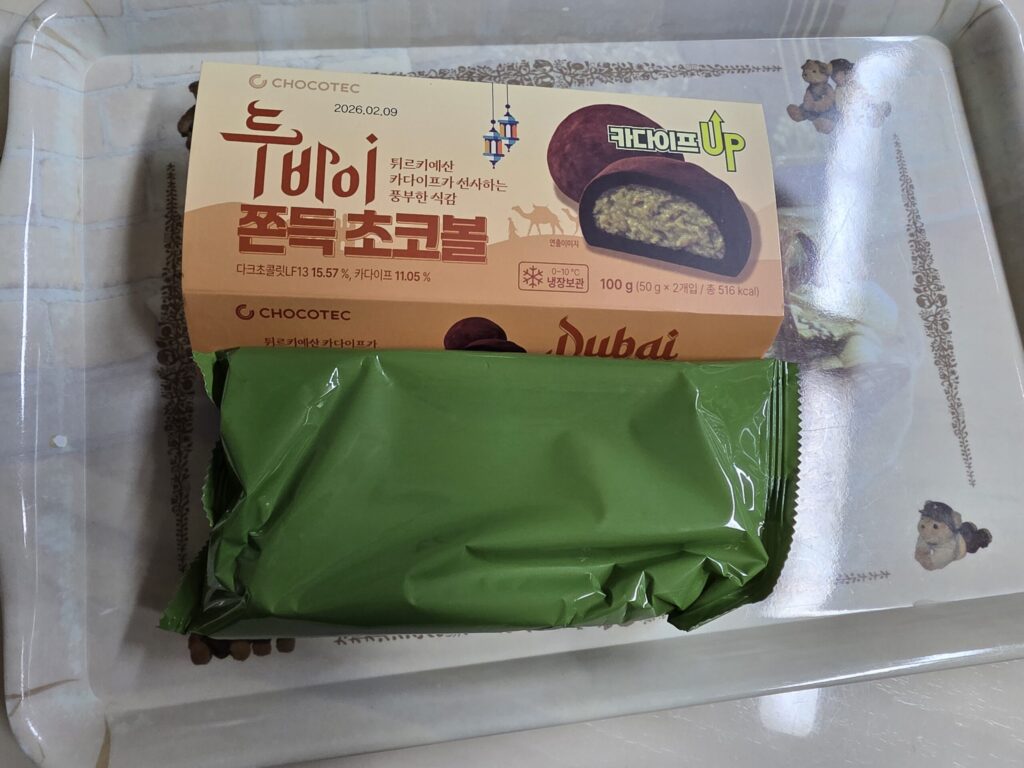 CHOCOTEC
2026.02.09
두바이
쫀득 초코볼
튀르키예산
카다이프가 선사하는
풍부한 식감
카다이프UP
연출이미지
다크초콜릿LF13 15.57 %, 카다이프 11.05 %
0~10 °C
냉장보관
100 g (50 g × 2개입 / 총 516 kcal)
CHOCOTEC
튀르키예산 카다이프가
Dubai